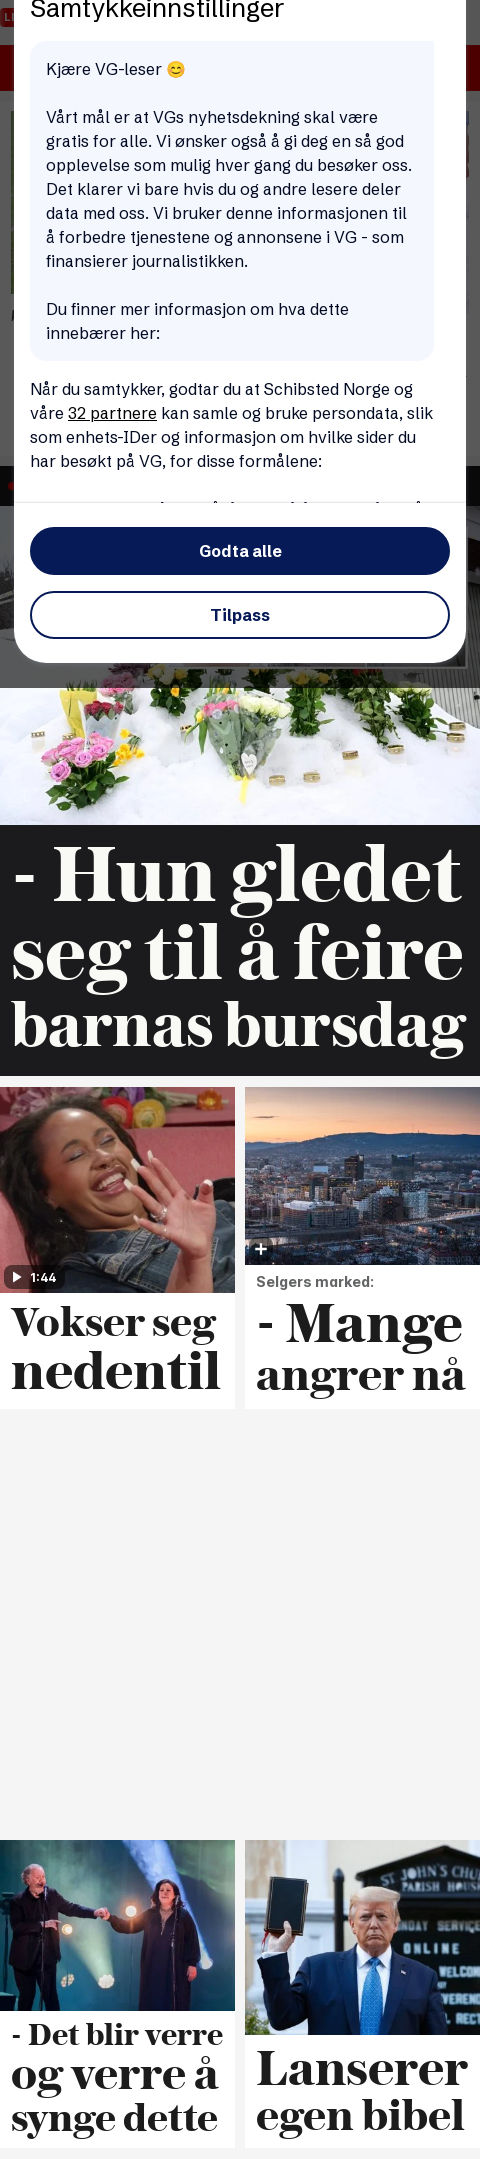 Samtykkeinnstillinger
Kjære VG-leser 😊
Vårt mål er at VGs nyhetsdekning skal være
gratis for alle. Vi ønsker også å gi deg en så god
opplevelse som mulig hver gang du besøker oss.
Det klarer vi bare hvis du og andre lesere deler
data med oss. Vi bruker denne informasjonen til
å forbedre tjenestene og annonsene i VG - som
finansierer journalistikken.
Du finner mer informasjon om hva dette
innebærer her:
Når du samtykker, godtar du at Schibsted Norge og
våre 32 partnere kan samle og bruke persondata, slik
som enhets-IDer og informasjon om hvilke sider du
har besøkt på VG, for disse formålene:
Godta alle
Tilpass
- Hun gledet
seg til å feire
barnas bursdag
1:44
Vokser seg
nedentil
Selgers marked:
- Mange
angrer nå
- Det blir verre
og verre å
synge dette
ST JOHN'S CHU
PARISH HOUS
DAY SERVICE
ONLINE
WELCOM
Lanserer
egen bibel